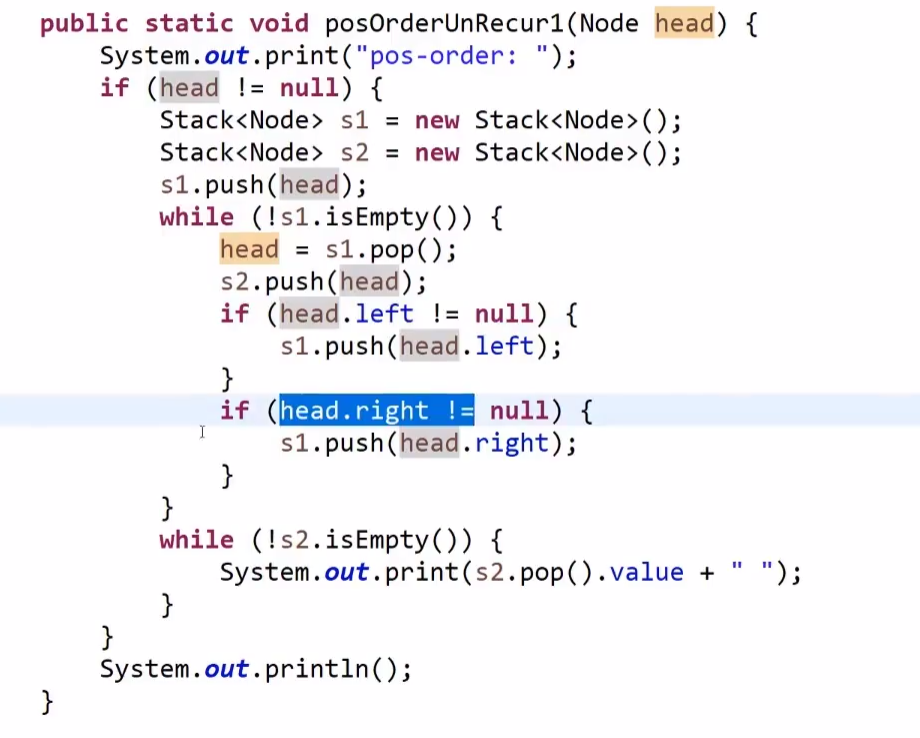 public static void posOrderUnRecur1(Node head) {
    System.out.print("pos-order: ");
    if (head != null) {
        Stack<Node> s1 = new Stack<Node>();
        Stack<Node> s2 = new Stack<Node>();
        s1.push(head);
        while (!s1.isEmpty()) {
            head = s1.pop();
            s2.push(head);
            if (head.left != null) {
                s1.push(head.left);
            }
            if (head.right != null) {
                s1.push(head.right);
            }
        }
        while (!s2.isEmpty()) {
            System.out.print(s2.pop().value + " ");
        }
    }
    System.out.println();
}